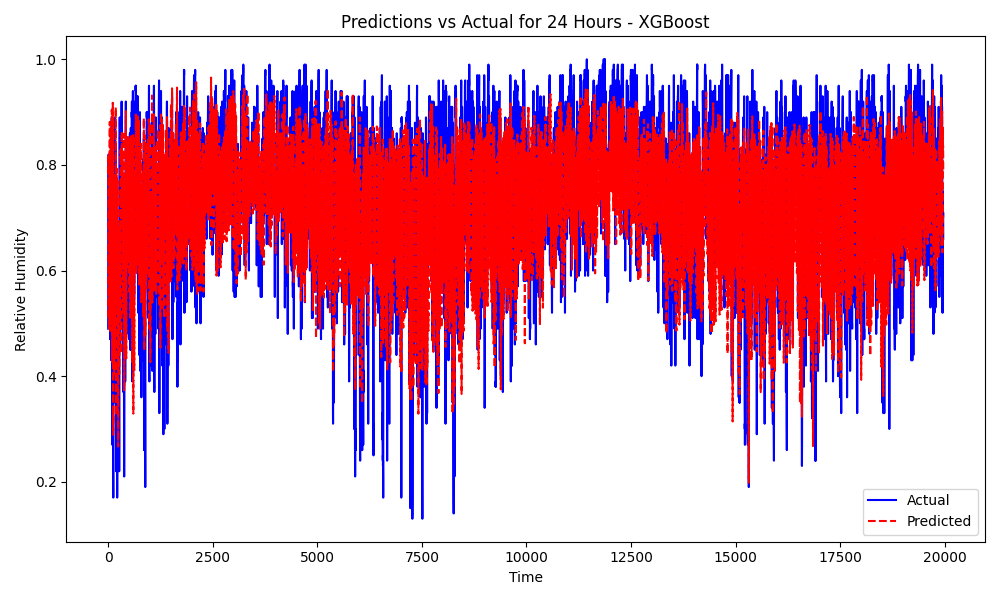 Predictions vs Actual for 24 Hours - XGBoost
Relative Humidity
1.0
0.8
0.6
0.4
0.2
0 2500 5000 7500 10000 12500 15000 17500 20000
Time
Actual
Predicted